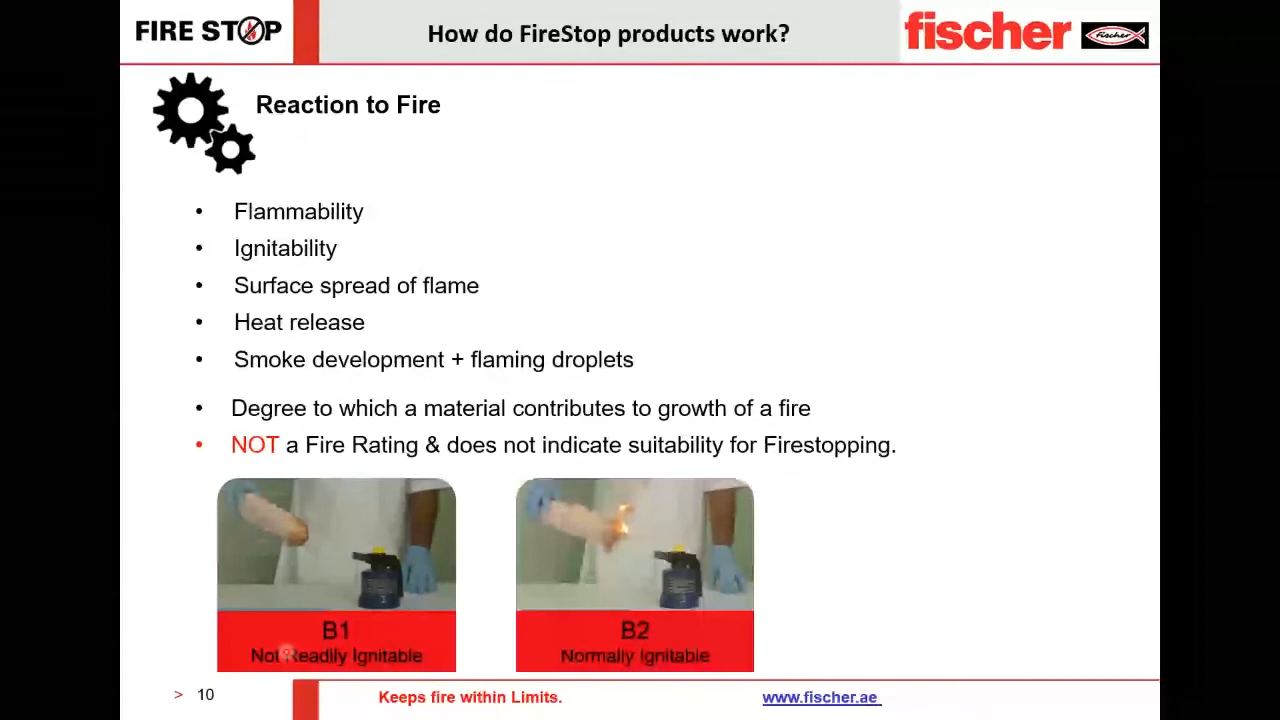 FIRE STOP
How do FireStop products work?
fischer
fischer
Reaction to Fire
• Flammability
• Ignitability
• Surface spread of flame
• Heat release
• Smoke development + flaming droplets
• Degree to which a material contributes to growth of a fire
• NOT a Fire Rating & does not indicate suitability for Firestopping.
B1
Not Readily Ignitable
B2
Normally Ignitable
> 10
Keeps fire within Limits.
www.fischer.ae